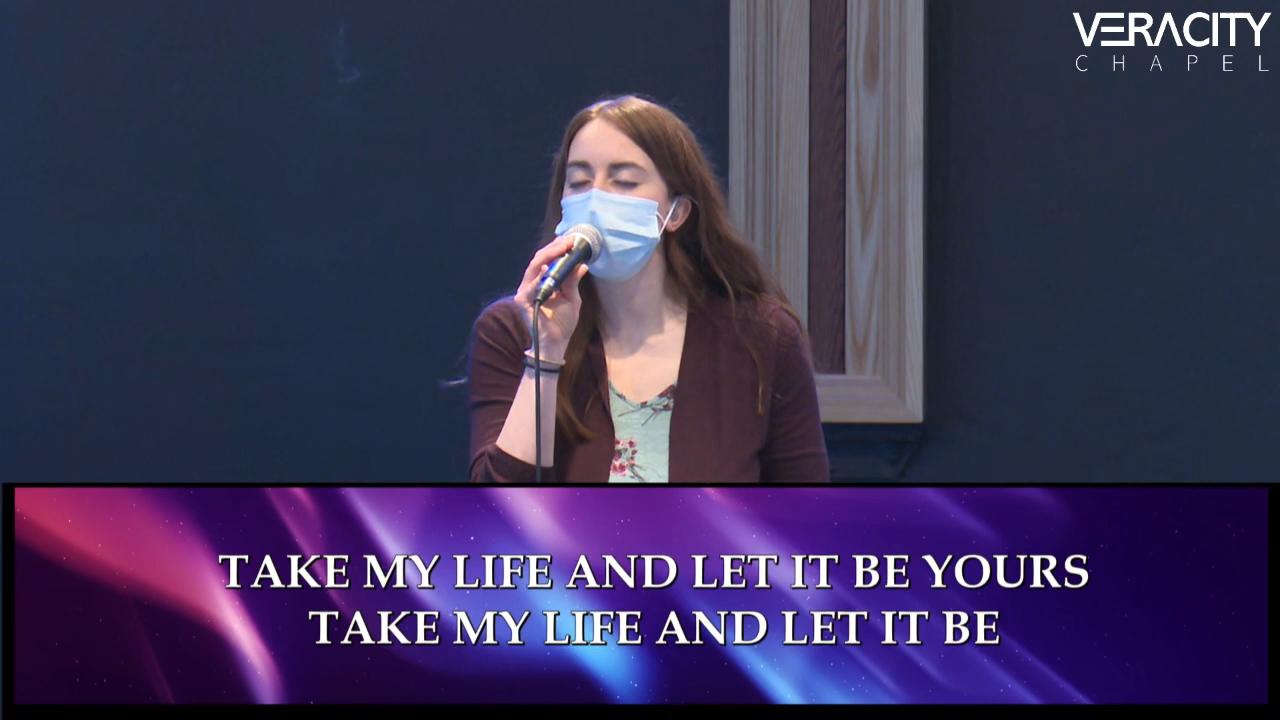 VERACITY
CHAPEL
TAKE MY LIFE AND LET IT BE YOURS
TAKE MY LIFE AND LET IT BE